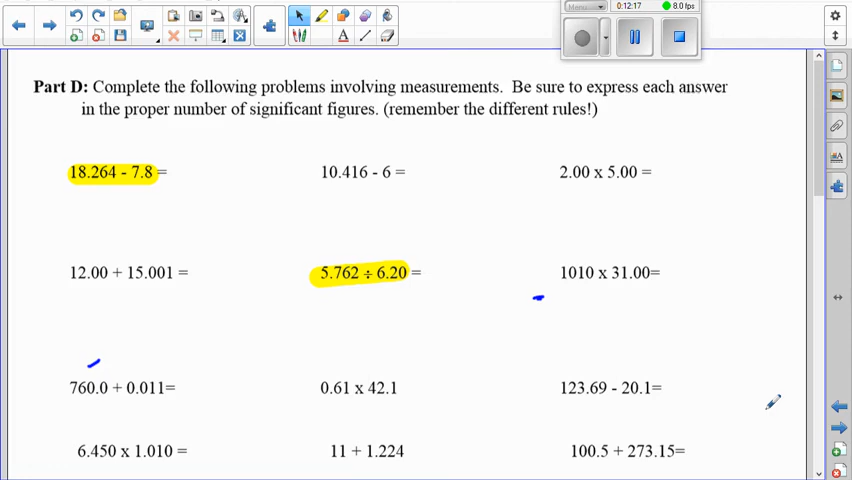 Menu
0:12:17
8.0 fps
Part D: Complete the following problems involving measurements. Be sure to express each answer
in the proper number of significant figures. (remember the different rules!)
18.264 - 7.8 =
10.416 - 6 =
2.00 x 5.00 =
12.00 + 15.001 =
5.762 ÷ 6.20 =
1010 x 31.00=
760.0 + 0.011=
0.61 x 42.1
123.69 - 20.1=
6.450 x 1.010 =
11 + 1.224
100.5 + 273.15=